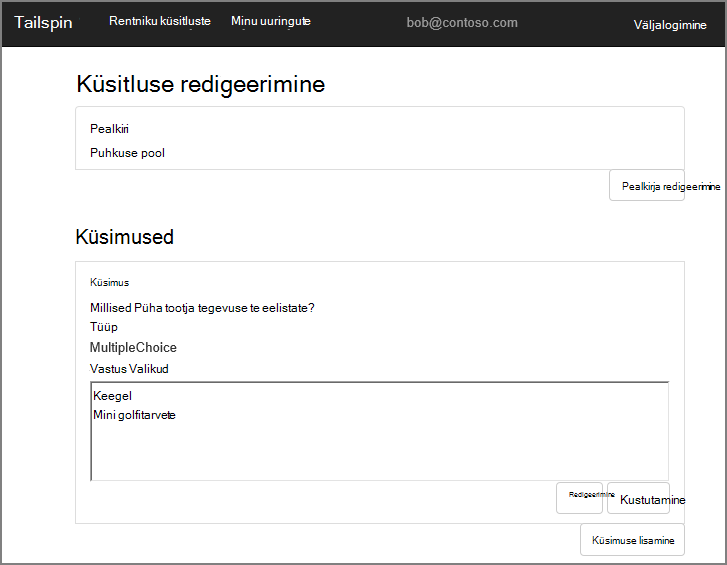 Tailspin Rentniku küsitluste Minu uuringute bob@contoso.com Väljalogimine
Küsitluse redigeerimine
Pealkiri
Puhkuse pool
Pealkirja redigeerimine
Küsimused
Küsimus
Millised Püha tootja tegevuse te eelistate?
Tüüp
MultipleChoice
Vastus Valikud
Keegel
Mini golfitarvete
Redigeerimine Kustutamine
Küsimuse lisamine